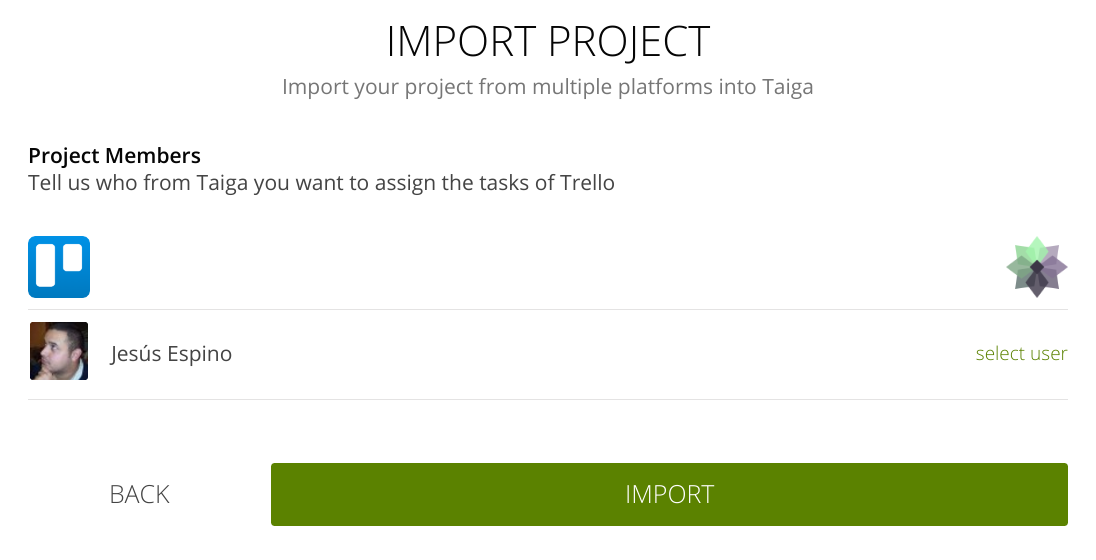 IMPORT PROJECT
Import your project from multiple platforms into Taiga
Project Members
Tell us who from Taiga you want to assign the tasks of Trello
Jesús Espino
select user
BACK
IMPORT